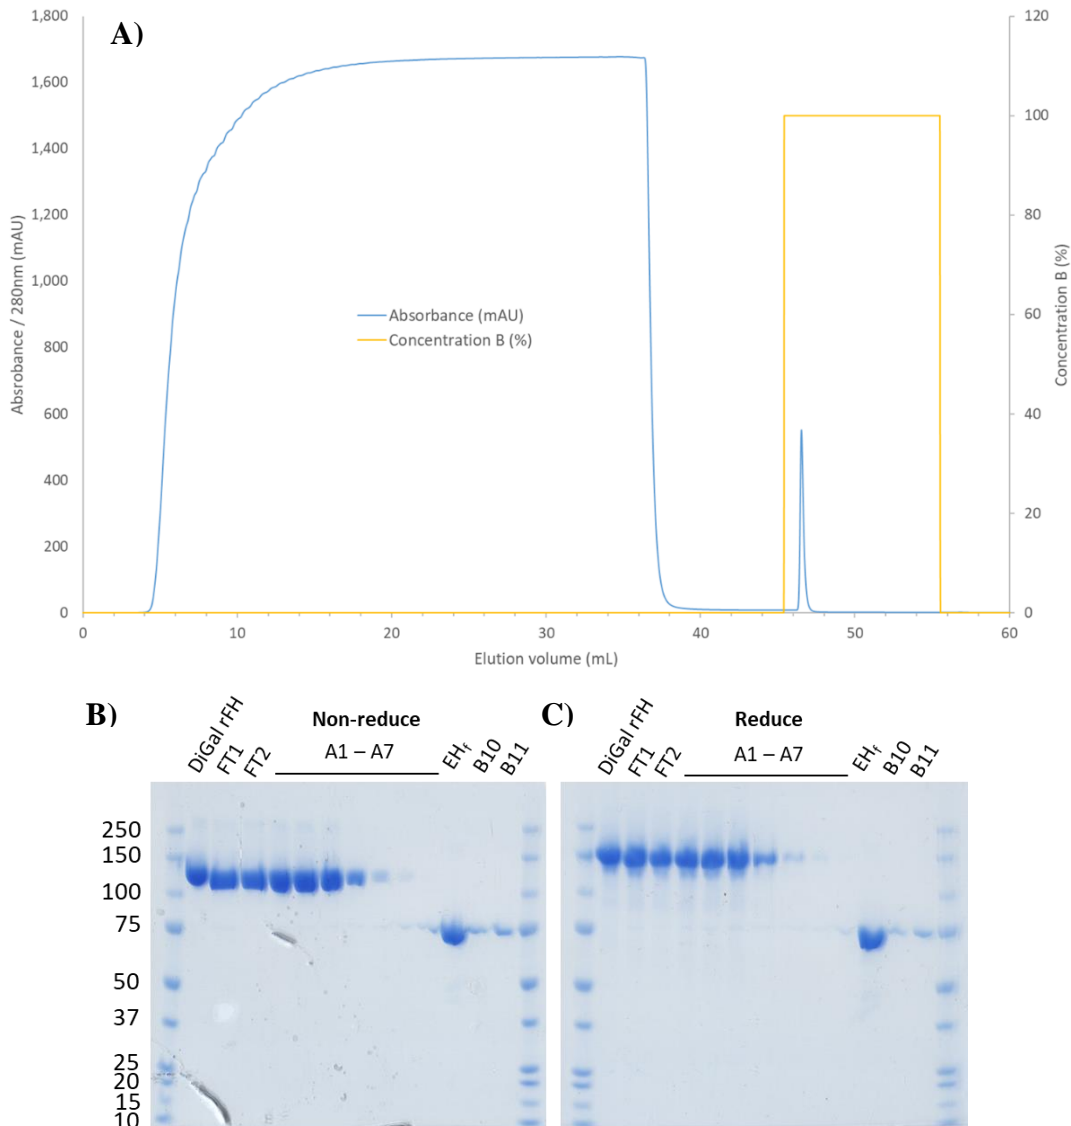 A)
1,800
1,600
1,400
1,200
1,000
800
600
400
200
0
Absrobance / 280nm (mAU)
120
100
80
60
40
20
0
Concentration B (%)
Absorbance (mAU)
Concentration B (%)
0 10 20 30 40 50 60
Elution volume (mL)
B)
Non-reduce
DiGal rFH
FT1
FT2
A1 – A7
EHf
B10
B11
250
150
100
75
50
37
25
20
15
10
C)
Reduce
DiGal rFH
FT1
FT2
A1 – A7
EHf
B10
B11